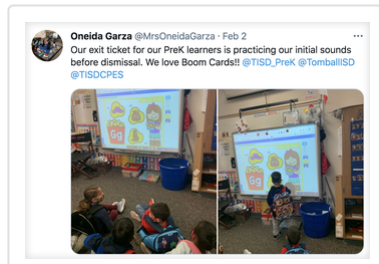 Oneida Garza @MrsOneidaGarza · Feb 2
Our exit ticket for our PreK learners is practicing our initial sounds
before dismissal. We love Boom Cards!! @TISD_PreK @TomballISD
@TISDCPES
Gg
Gg